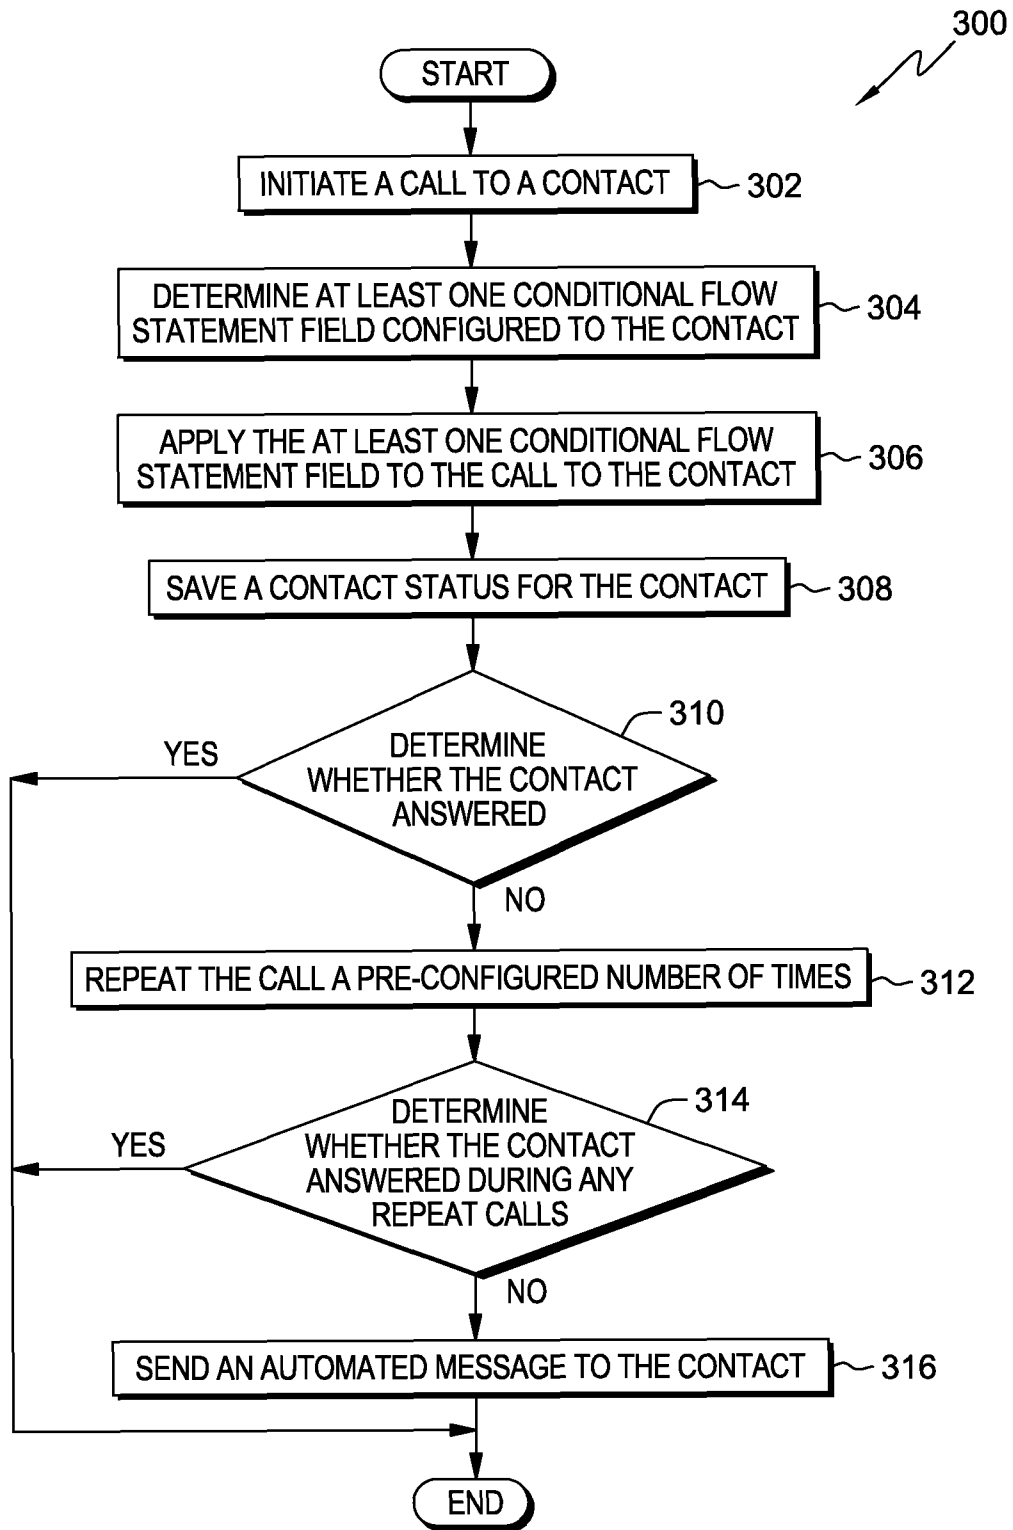 300
START
INITIATE A CALL TO A CONTACT
302
DETERMINE AT LEAST ONE CONDITIONAL FLOW
STATEMENT FIELD CONFIGURED TO THE CONTACT
304
APPLY THE AT LEAST ONE CONDITIONAL FLOW
STATEMENT FIELD TO THE CALL TO THE CONTACT
306
SAVE A CONTACT STATUS FOR THE CONTACT
308
310
YES
DETERMINE
WHETHER THE CONTACT
ANSWERED
NO
REPEAT THE CALL A PRE-CONFIGURED NUMBER OF TIMES
312
314
YES
DETERMINE
WHETHER THE CONTACT
ANSWERED DURING ANY
REPEAT CALLS
NO
SEND AN AUTOMATED MESSAGE TO THE CONTACT
316
END